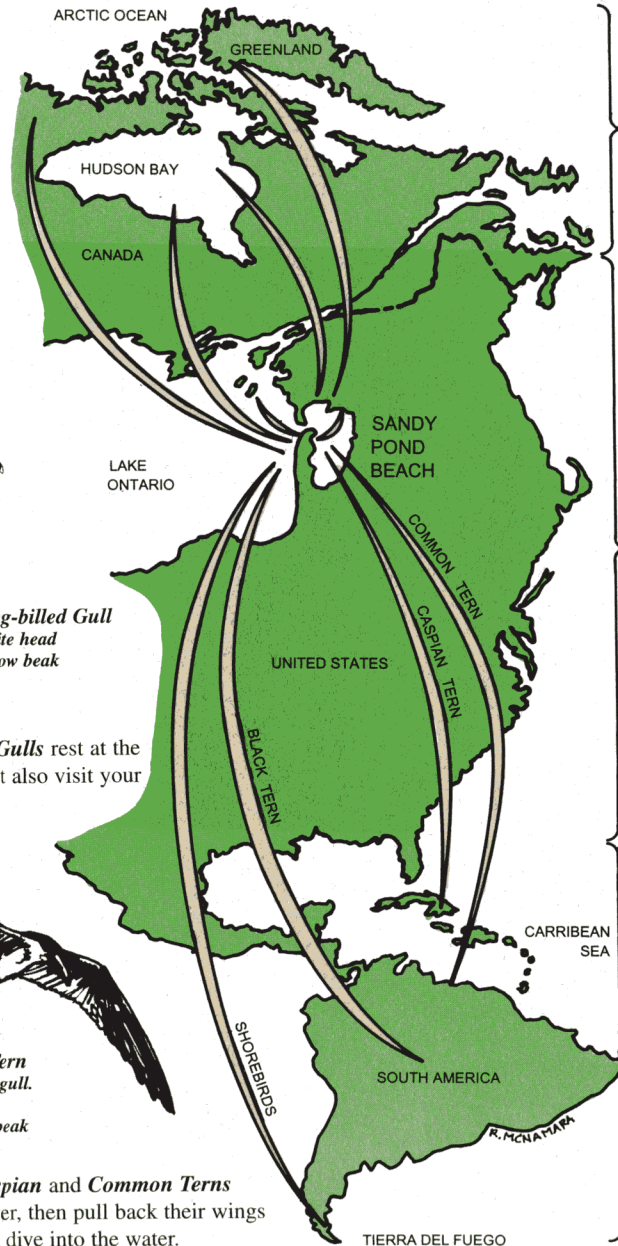 ARCTIC OCEAN
GREENLAND
HUDSON BAY
CANADA
SANDY
POND
BEACH
LAKE
ONTARIO
COMMON TERN
CASPIAN TERN
g-billed Gull
ite head
ow beak
UNITED STATES
Gulls rest at the
t also visit your
BLACK TERN
CARRIBEAN
SEA
SHOREBIRDS
ern
gull.
SOUTH AMERICA
beak
R. MCNAMARA
pian and Common Terns
er, then pull back their wings
dive into the water.
TIERRA DEL FUEGO